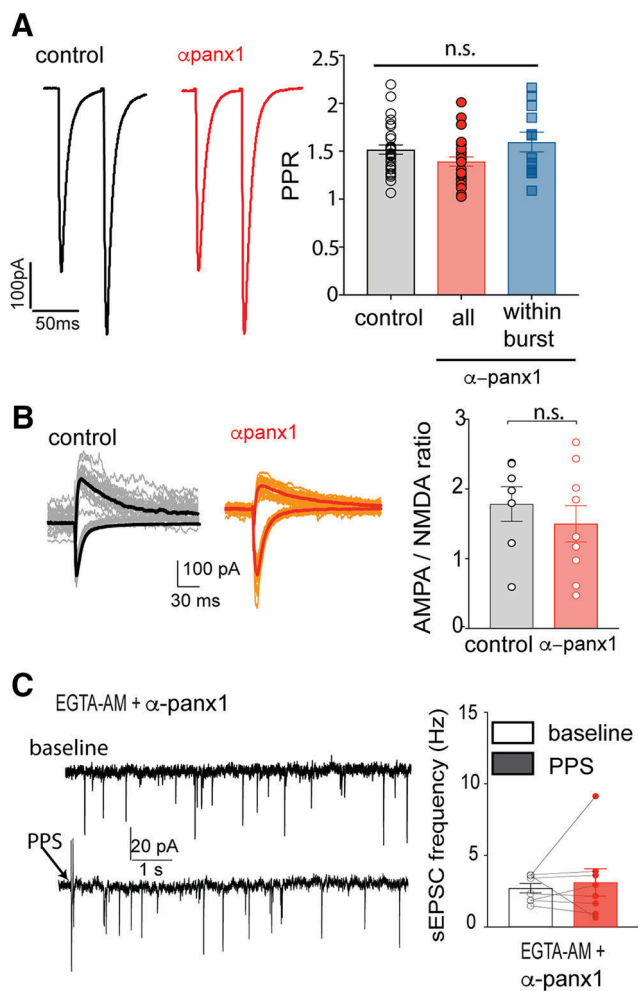 A
control
αpanx1
100pA
50ms
n.s.
PPR
2.5
2
1.5
1
0.5
0
control
all
within
burst
α–panx1
B
control
αpanx1
100 pA
30 ms
n.s.
AMPA / NMDA ratio
3
2
1
0
control
α-panx1
C
EGTA-AM + α-panx1
baseline
PPS
20 pA
1 s
baseline
PPS
sEPSC frequency (Hz)
15
10
5
0
EGTA-AM +
α-panx1